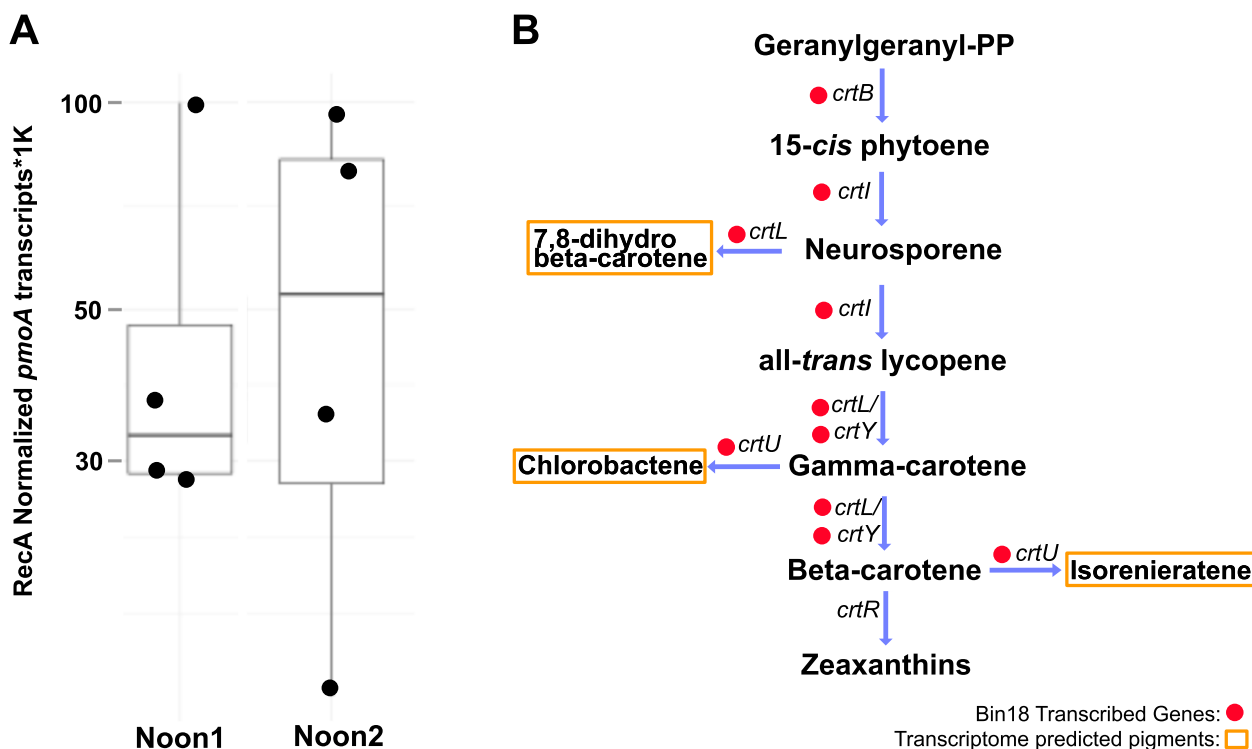 A
RecA Normalized pmoA transcripts*1K
100
50
30
Noon1
Noon2
B
Geranylgeranyl-PP
crtB
15-cis phytoene
crtI
7,8-dihydro
beta-carotene
crtL
Neurosporene
crtI
all-trans lycopene
crtL/
crtY
Chlorobactene
crtU
Gamma-carotene
crtL/
crtY
Beta-carotene
crtU
Isorenieratene
crtR
Zeaxanthins
Bin18 Transcribed Genes:
Transcriptome predicted pigments: